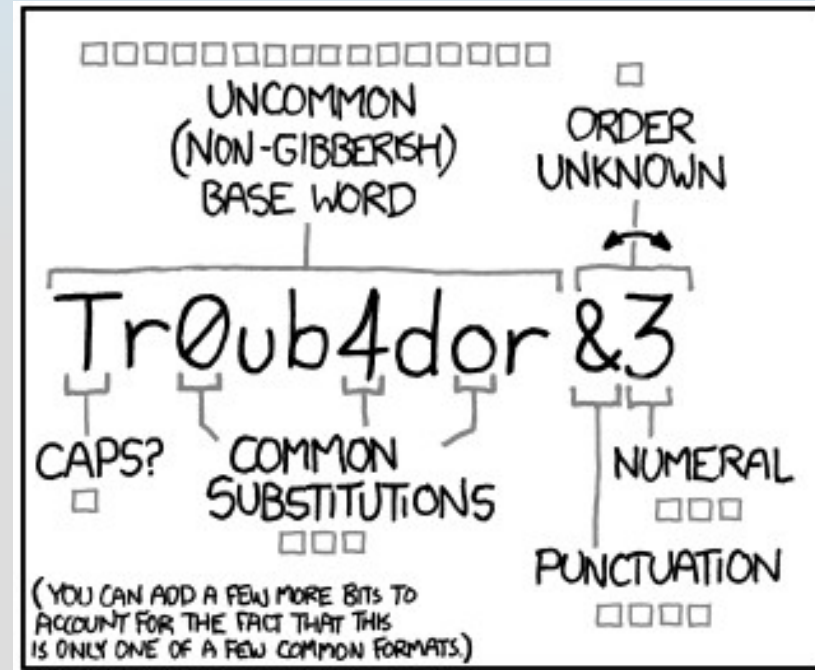 UNCOMMON
(NON-GIBBERISH)
BASE WORD
ORDER
UNKNOWN
Tr0ub4dor &3
CAPS?
COMMON
SUBSTITUTIONS
NUMERAL
PUNCTUATION
(YOU CAN ADD A FEW MORE BITS TO
ACCOUNT FOR THE FACT THAT THIS
IS ONLY ONE OF A FEW COMMON FORMATS.)